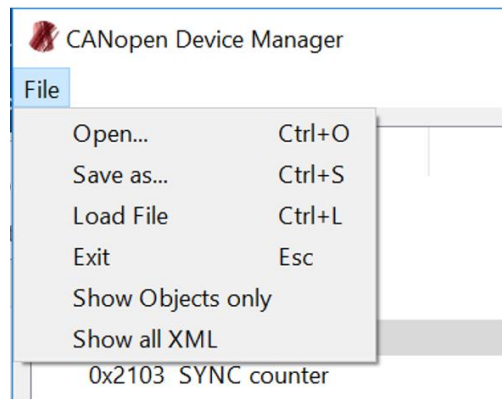 CANopen Device Manager
File
Open... Ctrl+O
Save as... Ctrl+S
Load File Ctrl+L
Exit Esc
Show Objects only
Show all XML
0x2103 SYNC counter